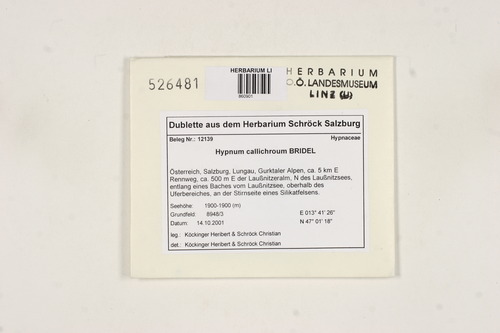 HERBARIUM LI
860901
526481
HERBARIUM
O.Ö. LANDESMUSEUM
LINZ
Dublette aus dem Herbarium Schröck Salzburg
Beleg Nr.: 12139 Hypnaceae
Hypnum callichroum BRIDEL
Österreich, Salzburg, Lungau, Gurktaler Alpen, ca. 5 km E
Rennweg, ca. 500 m E der Laußnitzeralm, N des Laußnitzsees,
entlang eines Baches vom Laußnitzsee, oberhalb des
Uferbereiches, an der Stirnseite eines Silikatfelsens.
Seehöhe: 1900-1900 (m)
Grundfeld: 8948/3 E 013° 41' 26"
Datum: 14.10.2001 N 47° 01' 18"
leg.: Köckinger Heribert & Schröck Christian
det.: Köckinger Heribert & Schröck Christian